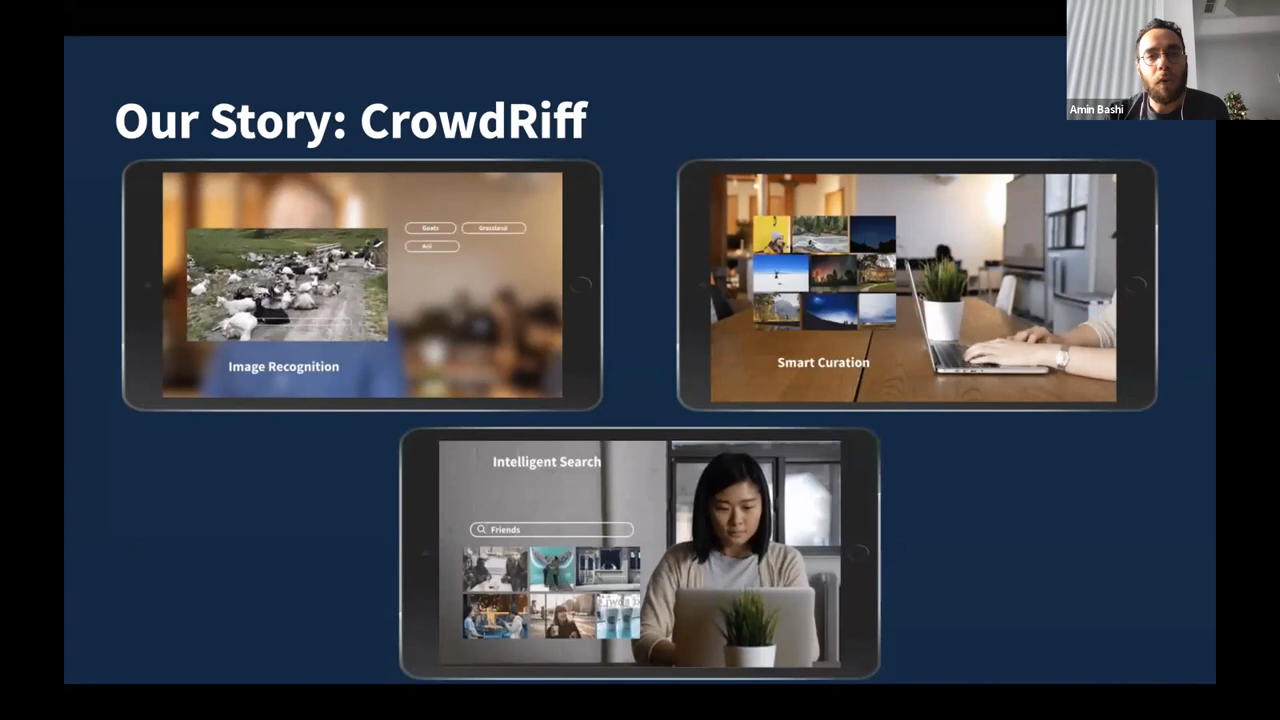 Our Story: CrowdRiff
Amin Bashi
Goats
Grassland
Image Recognition
Smart Curation
Intelligent Search
Friends